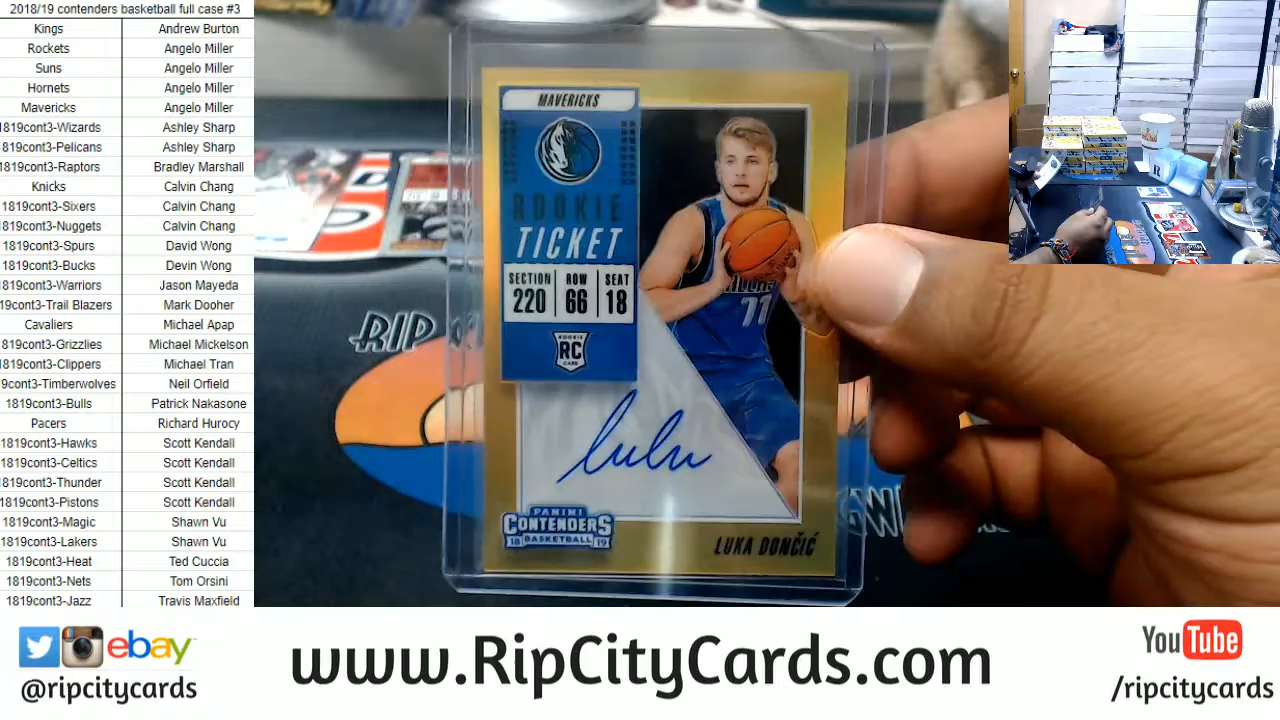 2018/19 contenders basketball full case #3
Kings Andrew Burton
Rockets Angelo Miller
Suns Angelo Miller
Hornets Angelo Miller
Mavericks Angelo Miller
1819cont3-Wizards Ashley Sharp
1819cont3-Pelicans Ashley Sharp
1819cont3-Raptors Bradley Marshall
Knicks Calvin Chang
1819cont3-Sixers Calvin Chang
1819cont3-Nuggets Calvin Chang
1819cont3-Spurs David Wong
1819cont3-Bucks Devin Wong
1819cont3-Warriors Jason Mayeda
19cont3-Trail Blazers Mark Dooher
Cavaliers Michael Apap
819cont3-Grizzlies Michael Mickelson
1819cont3-Clippers Michael Tran
9cont3-Timberwolves Neil Orfield
1819cont3-Bulls Patrick Nakasone
Pacers Richard Hurocy
1819cont3-Hawks Scott Kendall
1819cont3-Celtics Scott Kendall
1819cont3-Thunder Scott Kendall
1819cont3-Pistons Scott Kendall
1819cont3-Magic Shawn Vu
1819cont3-Lakers Shawn Vu
1819cont3-Heat Ted Cuccia
1819cont3-Nets Tom Orsini
1819cont3-Jazz Travis Maxfield
MAVERICKS
ROOKIE
TICKET
SECTION ROW SEAT
220 66 18
ROOKIE
RC
CARD
77
PANINI
CONTENDERS
18 BASKETBALL 19
LUKA DONČIĆ
RIP
ebay
@ripcitycards
www.RipCityCards.com
YouTube
/ripcitycards